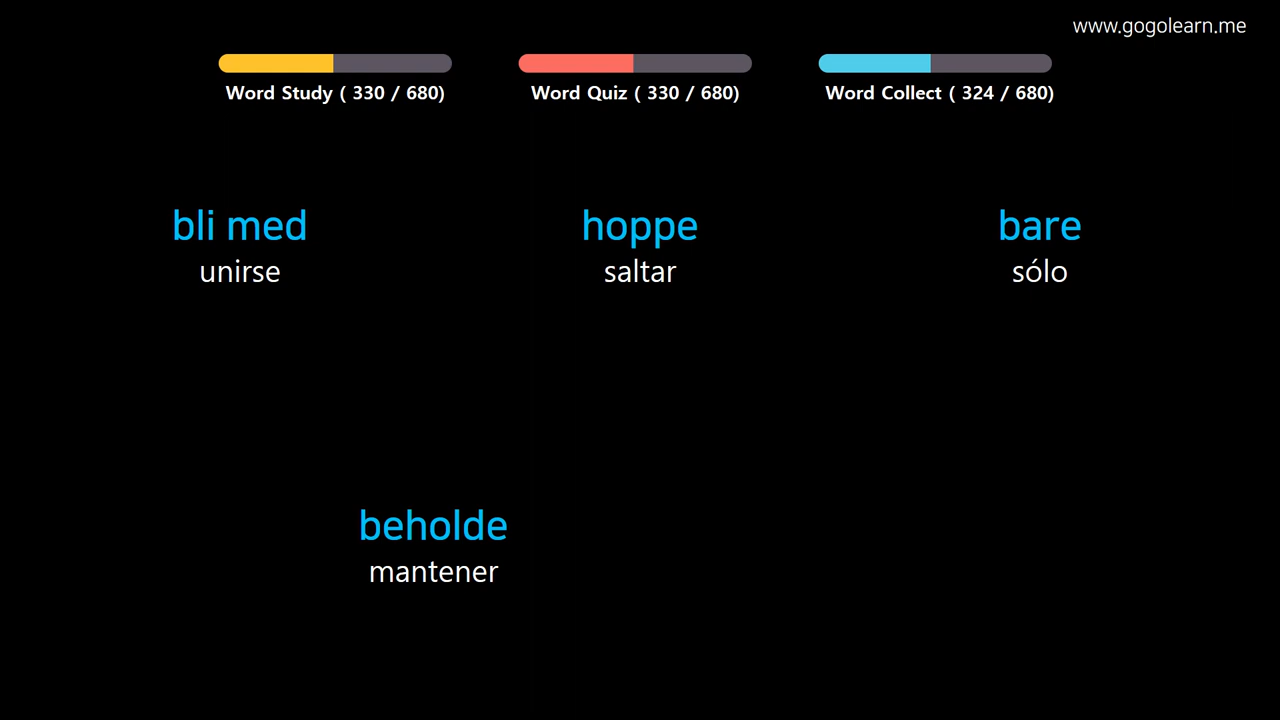 www.gogolearn.me
Word Study ( 330 / 680)
Word Quiz ( 330 / 680)
Word Collect ( 324 / 680)
bli med
unirse
hoppe
saltar
bare
sólo
beholde
mantener